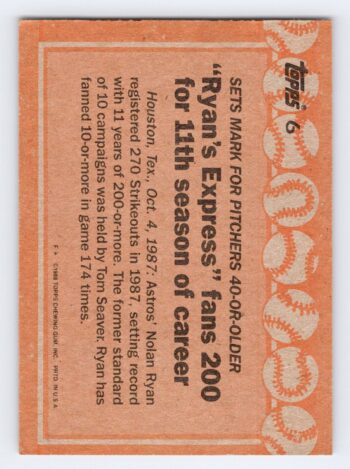 topps® 6
SETS MARK FOR PITCHERS 40-OR-OLDER
"Ryan's Express" fans 200
for 11th season of career
Houston, Tex., Oct. 4, 1987: Astros' Nolan Ryan
registered 270 Strikeouts in 1987, setting record
with 11 years of 200-or-more. The former standard
of 10 campaigns was held by Tom Seaver. Ryan has
fanned 10-or-more in game 174 times.
F * ©1988 TOPPS CHEWING GUM, INC. PRTD. IN U.S.A.